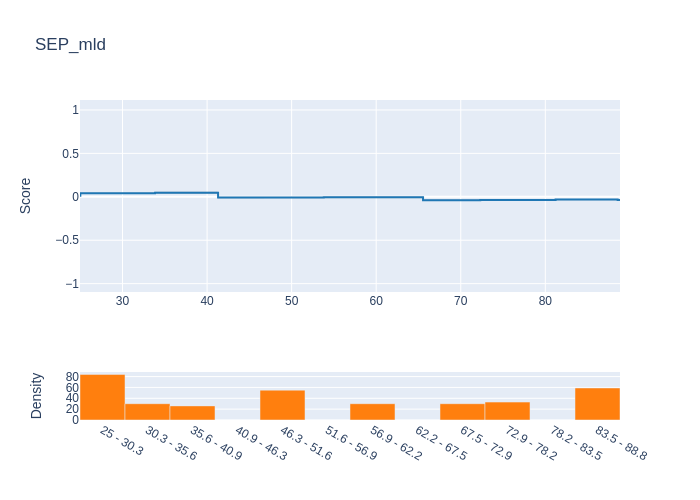 SEP_mld
Score
1
0.5
0
−0.5
−1
30 40 50 60 70 80
Density
80
60
40
20
0
25 - 30.3
30.3 - 35.6
35.6 - 40.9
40.9 - 46.3
46.3 - 51.6
51.6 - 56.9
56.9 - 62.2
62.2 - 67.5
67.5 - 72.9
72.9 - 78.2
78.2 - 83.5
83.5 - 88.8